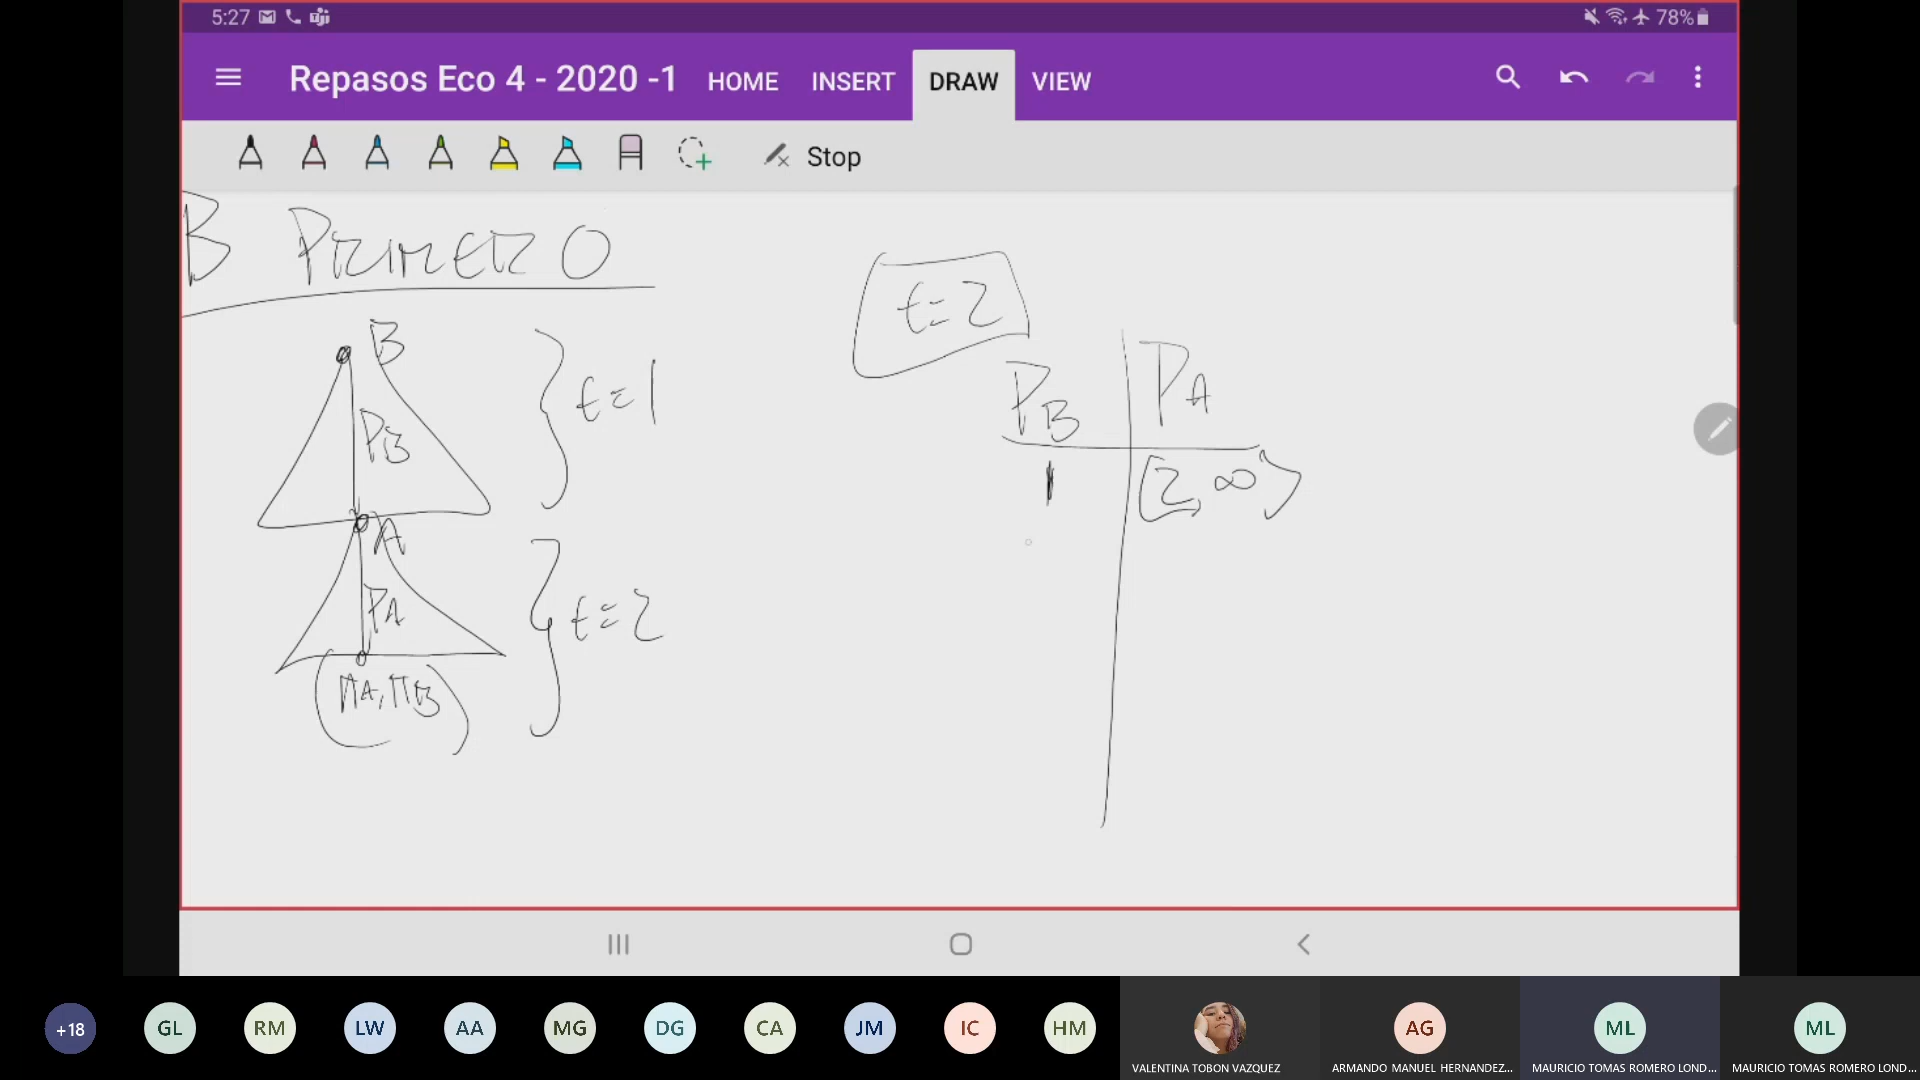 5:27 78%
Repasos Eco 4 - 2020 -1 HOME INSERT DRAW VIEW
Stop
B PRIMERO
t=2
B
t=1
PB
PB PA
1 [2, ∞)
A
PA
t=2
(ΠA, ΠB)
+18 GL RM LW AA MG DG CA JM IC HM AG ML ML
VALENTINA TOBON VAZQUEZ ARMANDO MANUEL HERNANDEZ... MAURICIO TOMAS ROMERO LOND... MAURICIO TOMAS ROMERO LOND...